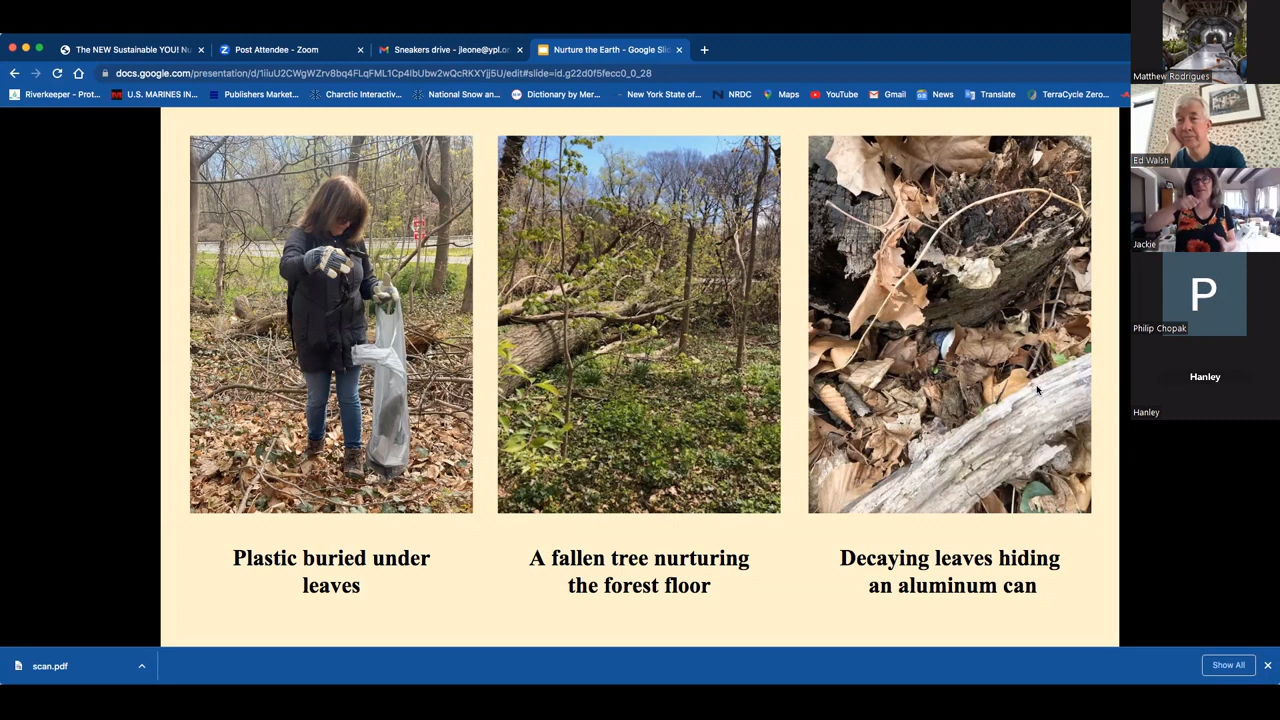 The NEW Sustainable YOU! Nu
Post Attendee - Zoom
Sneakers drive - jleone@ypl.or
Nurture the Earth - Google Slid
docs.google.com/presentation/d/1iiuU2CWgWZrv8bq4FLqFML1Cp4lbUbw2wQcRKXYjj5U/edit#slide=id.g22d0f5fecc0_0_28
Riverkeeper - Prot...
U.S. MARINES IN...
Publishers Market...
Charctic Interactiv...
National Snow an...
Dictionary by Mer...
New York State of...
NRDC
Maps
YouTube
Gmail
News
Translate
TerraCycle Zero...
Matthew Rodrigues
Ed Walsh
Jackie
P
Philip Chopak
Hanley
Hanley
Plastic buried under
leaves
A fallen tree nurturing
the forest floor
Decaying leaves hiding
an aluminum can
scan.pdf
Show All